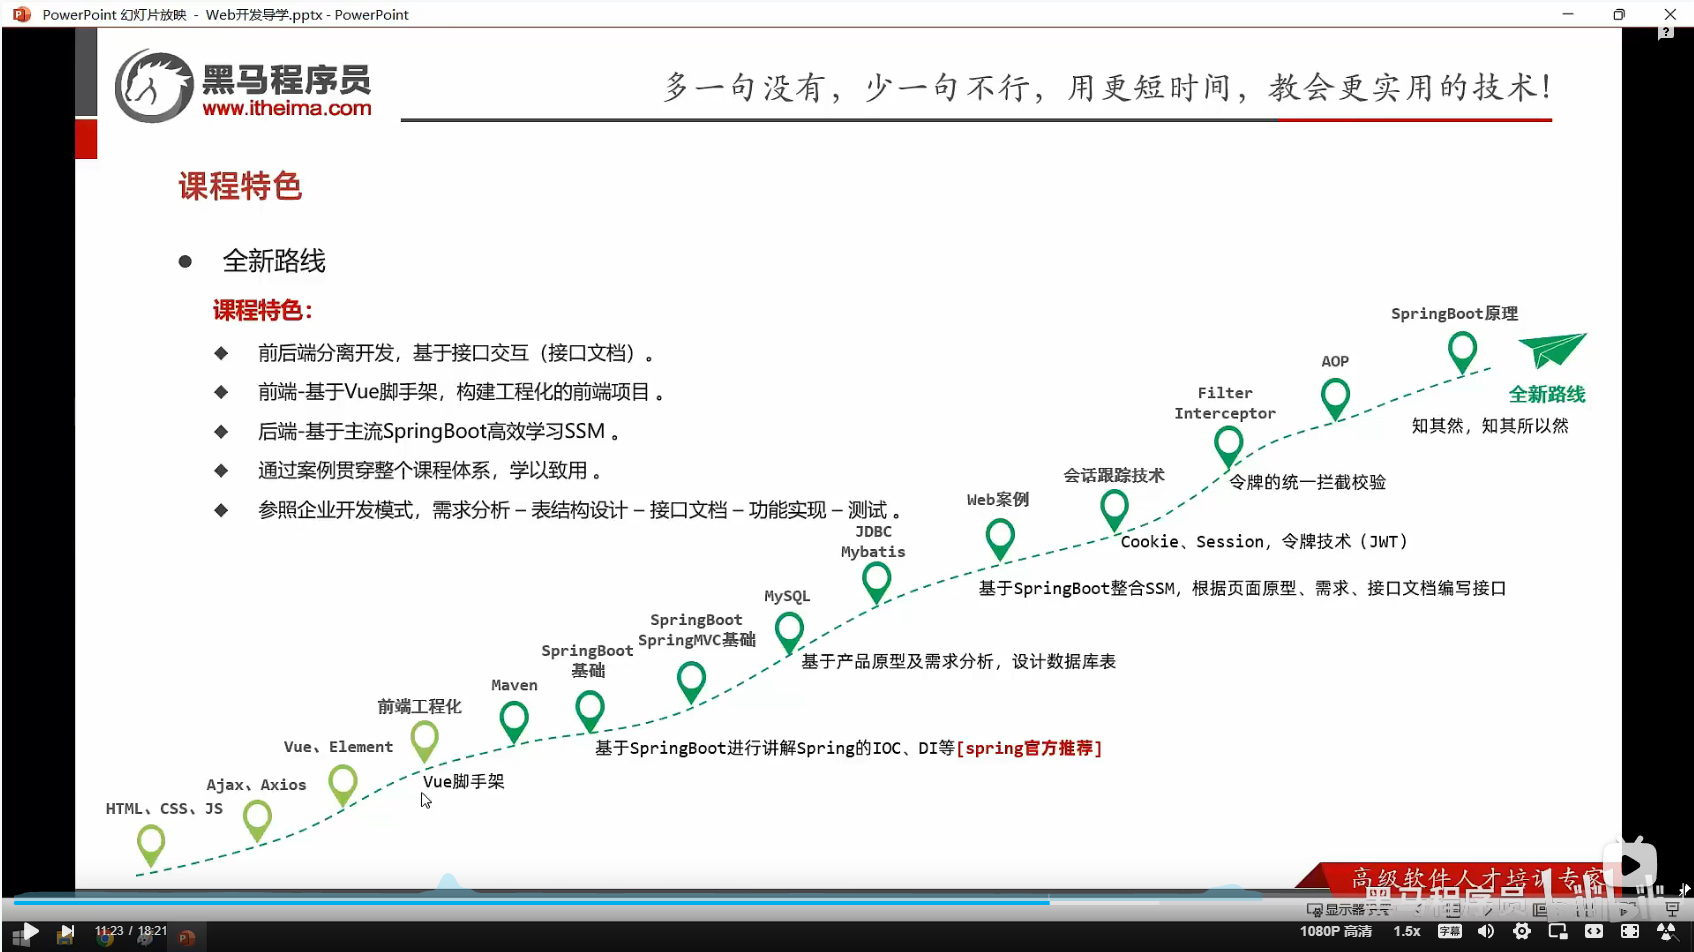 PowerPoint 幻灯片放映 - Web开发导学.pptx - PowerPoint
黑马程序员
www.itheima.com
多一句没有，少一句不行，用更短时间，教会更实用的技术！
课程特色
● 全新路线
课程特色：
◆ 前后端分离开发，基于接口交互（接口文档）。
◆ 前端-基于Vue脚手架，构建工程化的前端项目 。
◆ 后端-基于主流SpringBoot高效学习SSM 。
◆ 通过案例贯穿整个课程体系，学以致用 。
◆ 参照企业开发模式，需求分析 – 表结构设计 – 接口文档 – 功能实现 – 测试 。
HTML、CSS、JS
Ajax、Axios
Vue、Element
前端工程化
Vue脚手架
Maven
SpringBoot
基础
基于SpringBoot进行讲解Spring的IOC、DI等[spring官方推荐]
SpringBoot
SpringMVC基础
MySQL
基于产品原型及需求分析，设计数据库表
JDBC
Mybatis
Web案例
基于SpringBoot整合SSM，根据页面原型、需求、接口文档编写接口
会话跟踪技术
Cookie、Session，令牌技术（JWT）
Filter
Interceptor
令牌的统一拦截校验
AOP
SpringBoot原理
全新路线
知其然，知其所以然
高级软件人才培训专家
黑马程序员
显示器
11:23 / 18:21
1080P 高清
1.5x
字幕